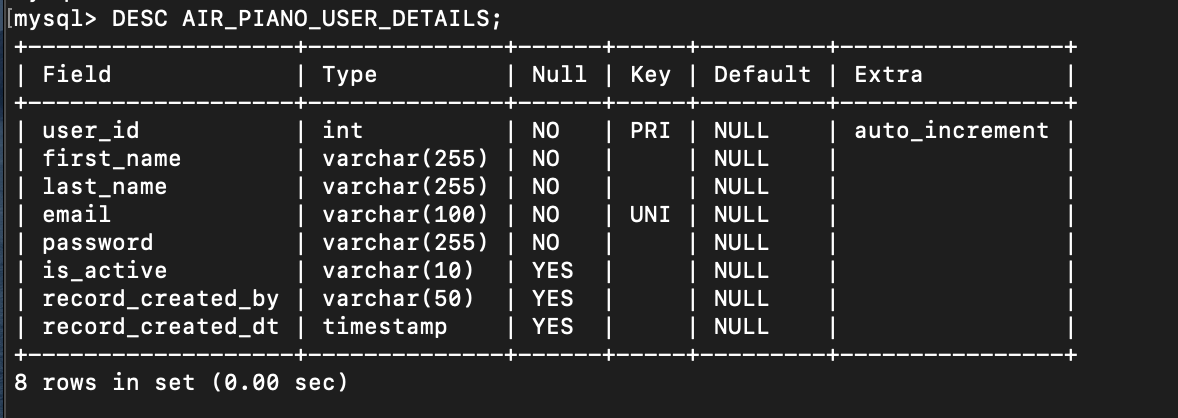 [mysql> DESC AIR_PIANO_USER_DETAILS;
+-------------------+--------------+------+-----+---------+----------------+
| Field             | Type         | Null | Key | Default | Extra          |
+-------------------+--------------+------+-----+---------+----------------+
| user_id           | int          | NO   | PRI | NULL    | auto_increment |
| first_name        | varchar(255) | NO   |     | NULL    |                |
| last_name         | varchar(255) | NO   |     | NULL    |                |
| email             | varchar(100) | NO   | UNI | NULL    |                |
| password          | varchar(255) | NO   |     | NULL    |                |
| is_active         | varchar(10)  | YES  |     | NULL    |                |
| record_created_by | varchar(50)  | YES  |     | NULL    |                |
| record_created_dt | timestamp    | YES  |     | NULL    |                |
+-------------------+--------------+------+-----+---------+----------------+
8 rows in set (0.00 sec)